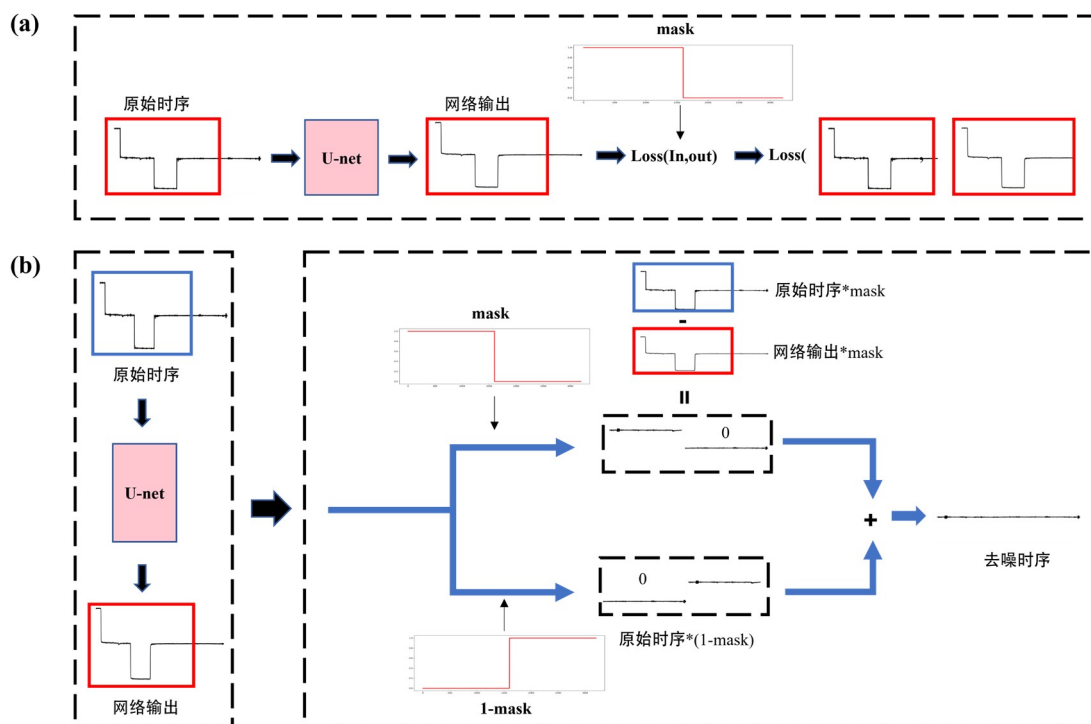 (a)
mask
原始时序
网络输出
U-net
Loss(In,out)
Loss(
(b)
原始时序
U-net
网络输出
mask
原始时序*mask
-
网络输出*mask
=
0
+
去噪时序
0
原始时序*(1-mask)
1-mask